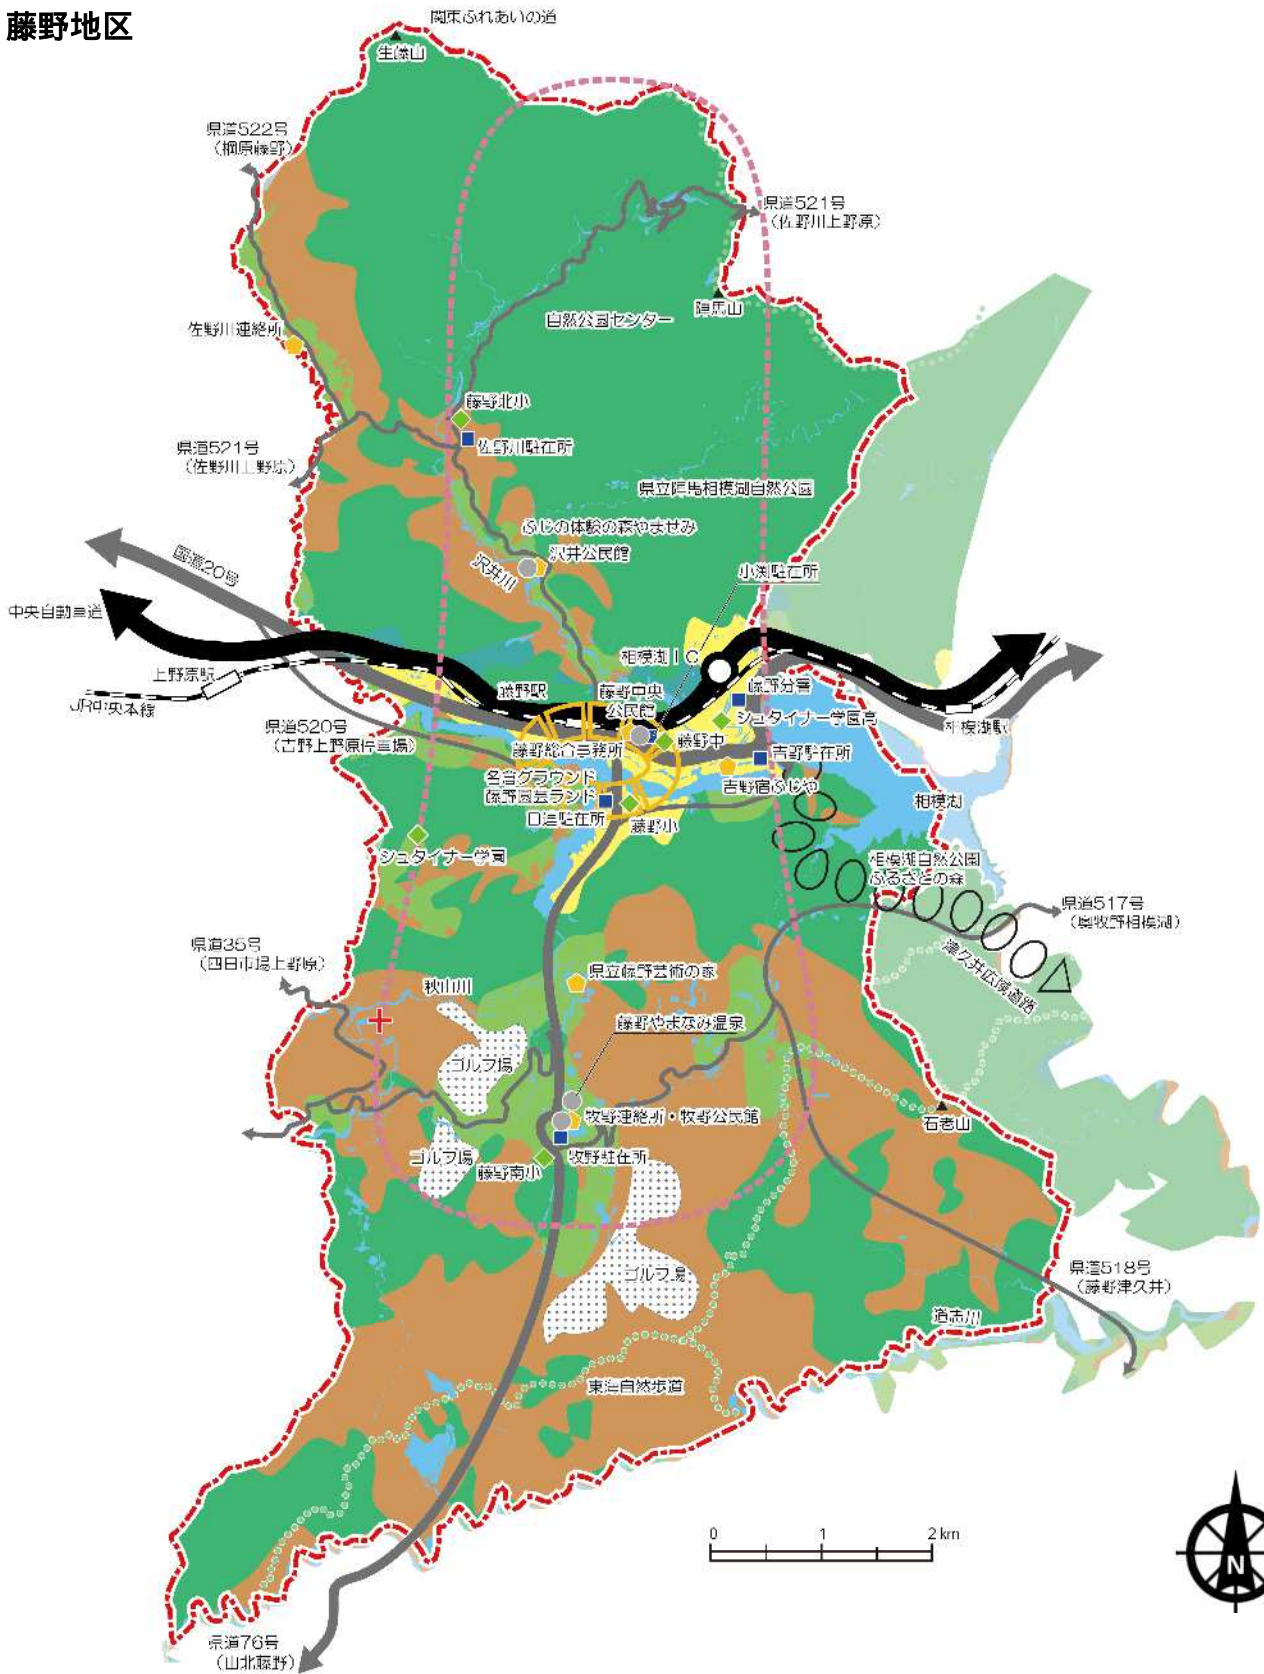 藤野地区
関東ふれあいの道
生藤山
県道522号
（棡原藤野）
県道521号
（佐野川上野原）
陣馬山
自然公園センター
佐野川連絡所
藤野北小
佐野川駐在所
県道521号
（佐野川上野原）
県立陣馬相模湖自然公園
ふじの体験の森やませみ
沢井公民館
沢井川
小渕駐在所
国道20号
中央自動車道
相模湖ＩＣ
上野原駅
JR中央本線
藤野駅
藤野中央
公民館
藤野分署
シュタイナー学園高
相模湖駅
県道520号
（吉野上野原停車場）
藤野総合事務所
藤野中
吉野駐在所
名倉グラウンド
藤野園芸ランド
吉野宿ふじや
相模湖
日連駐在所
藤野小
シュタイナー学園
相模湖自然公園
ふるさとの森
県道517号
（奥牧野相模湖）
県道35号
（四日市場上野原）
秋山川
県立藤野芸術の家
津久井広域道路
藤野やまなみ温泉
ゴルフ場
牧野連絡所・牧野公民館
石老山
ゴルフ場
藤野南小
牧野駐在所
ゴルフ場
県道518号
（藤野津久井）
道志川
東海自然歩道
0 1 2 km
N
県道76号
（山北藤野）